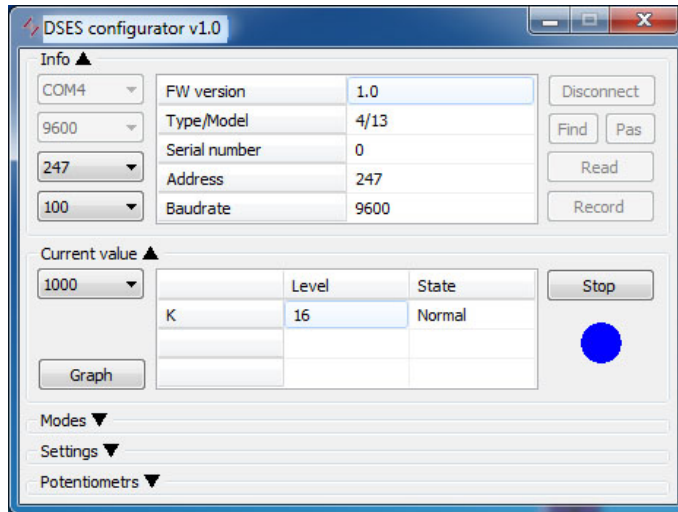 DSES configurator v1.0
Info ▲
COM4 FW version 1.0 Disconnect
9600 Type/Model 4/13 Find Pas
Serial number 0
247 Address 247 Read
100 Baudrate 9600 Record
Current value ▲
1000 Level State Stop
K 16 Normal
Graph
Modes ▼
Settings ▼
Potentiometrs ▼